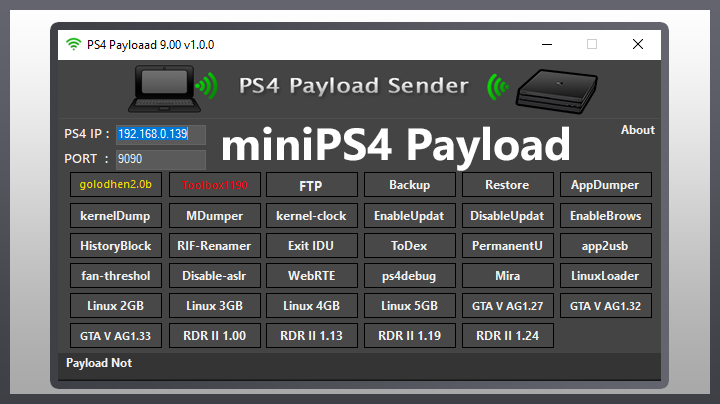 PS4 Payloaad 9.00 v1.0.0
PS4 Payload Sender
PS4 IP : 192.168.0.139
miniPS4 Payload
About
PORT : 9090
golodhen2.0b Toolbox1190 FTP Backup Restore AppDumper
kernelDump MDumper kernel-clock EnableUpdat DisableUpdat EnableBrows
HistoryBlock RIF-Renamer Exit IDU ToDex PermanentU app2usb
fan-threshol Disable-aslr WebRTE ps4debug Mira LinuxLoader
Linux 2GB Linux 3GB Linux 4GB Linux 5GB GTA V AG1.27 GTA V AG1.32
GTA V AG1.33 RDR II 1.00 RDR II 1.13 RDR II 1.19 RDR II 1.24
Payload Not